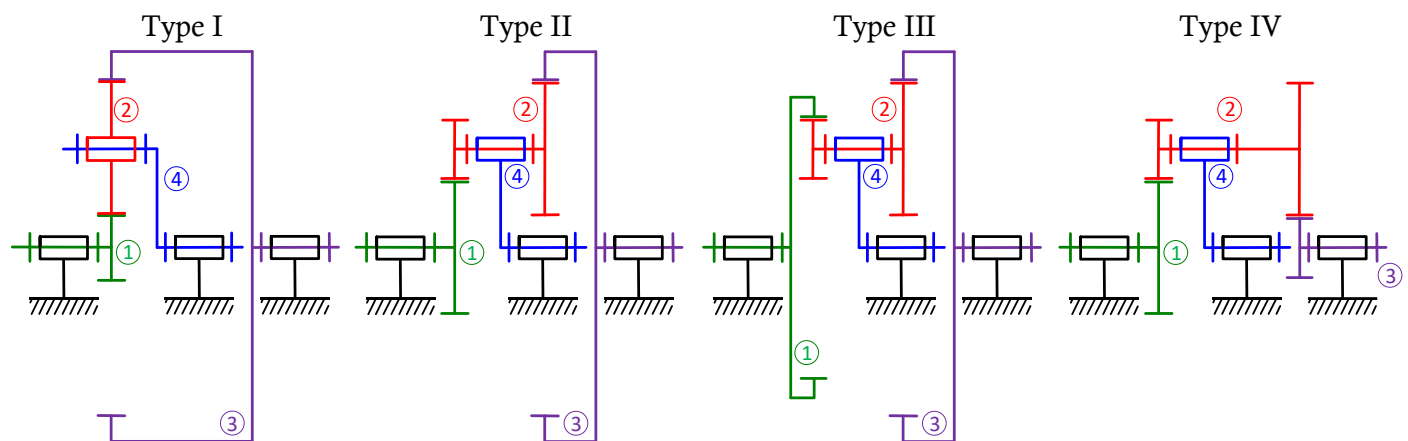 Type I Type II Type III Type IV
② ② ② ②
④ ④ ④ ④
① ① ① ③
① ③ ③ ③